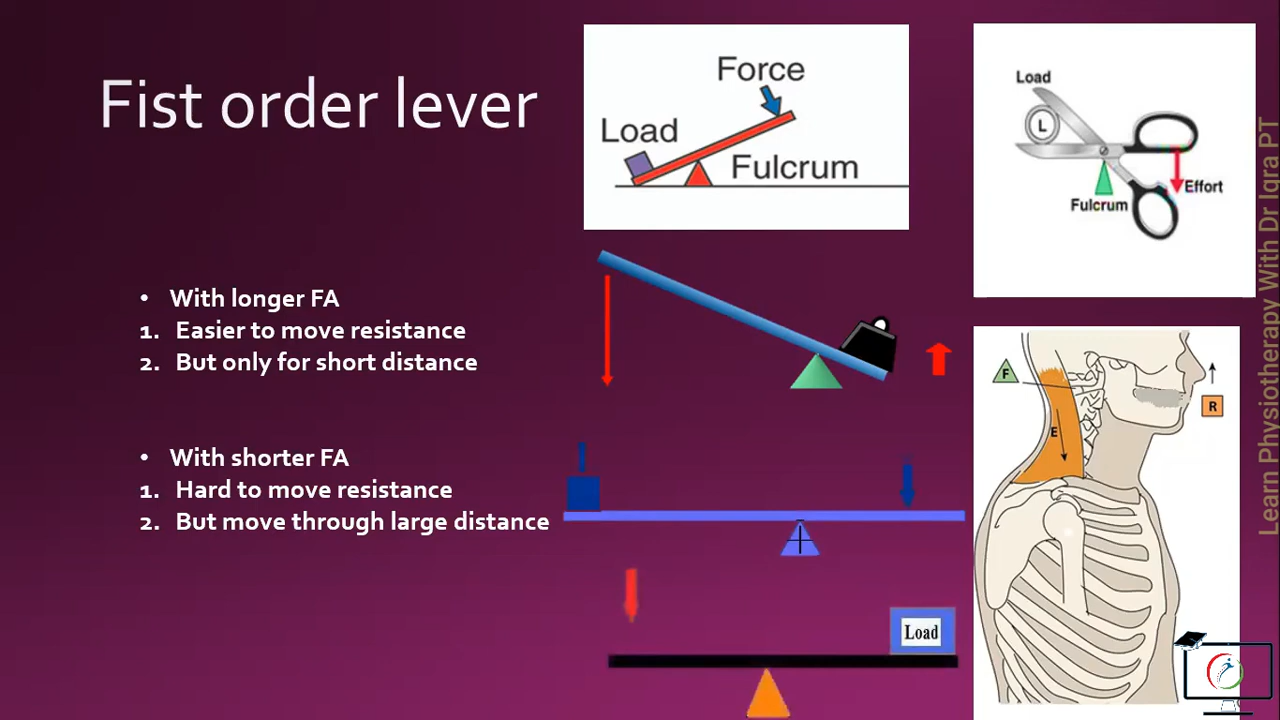 Fist order lever
• With longer FA
1. Easier to move resistance
2. But only for short distance
• With shorter FA
1. Hard to move resistance
2. But move through large distance
Force
Load
Fulcrum
Load
L
Effort
Fulcrum
F
R
E
Load
Learn Physiotherapy With Dr Iqra PT